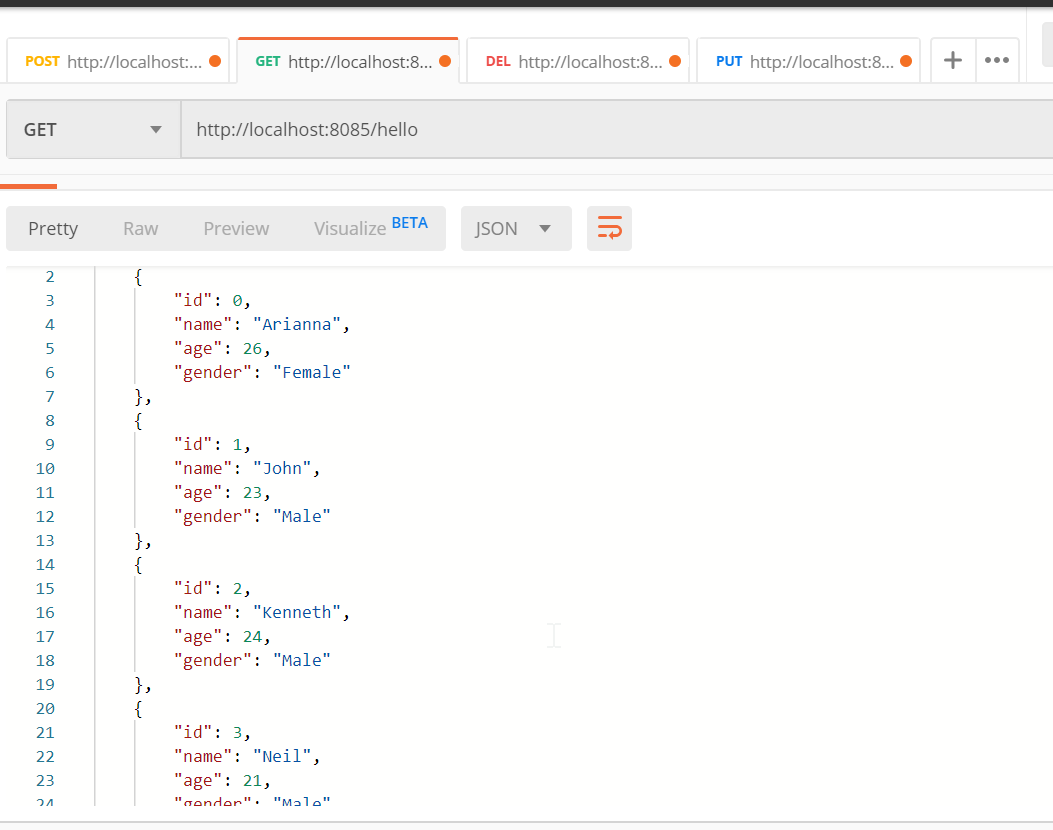 POST http://localhost:... GET http://localhost:8... DEL http://localhost:8... PUT http://localhost:8... + •••
GET http://localhost:8085/hello
Pretty Raw Preview Visualize BETA JSON
2 {
3 "id": 0,
4 "name": "Arianna",
5 "age": 26,
6 "gender": "Female"
7 },
8 {
9 "id": 1,
10 "name": "John",
11 "age": 23,
12 "gender": "Male"
13 },
14 {
15 "id": 2,
16 "name": "Kenneth",
17 "age": 24,
18 "gender": "Male"
19 },
20 {
21 "id": 3,
22 "name": "Neil",
23 "age": 21,
24 "gender": "Male"